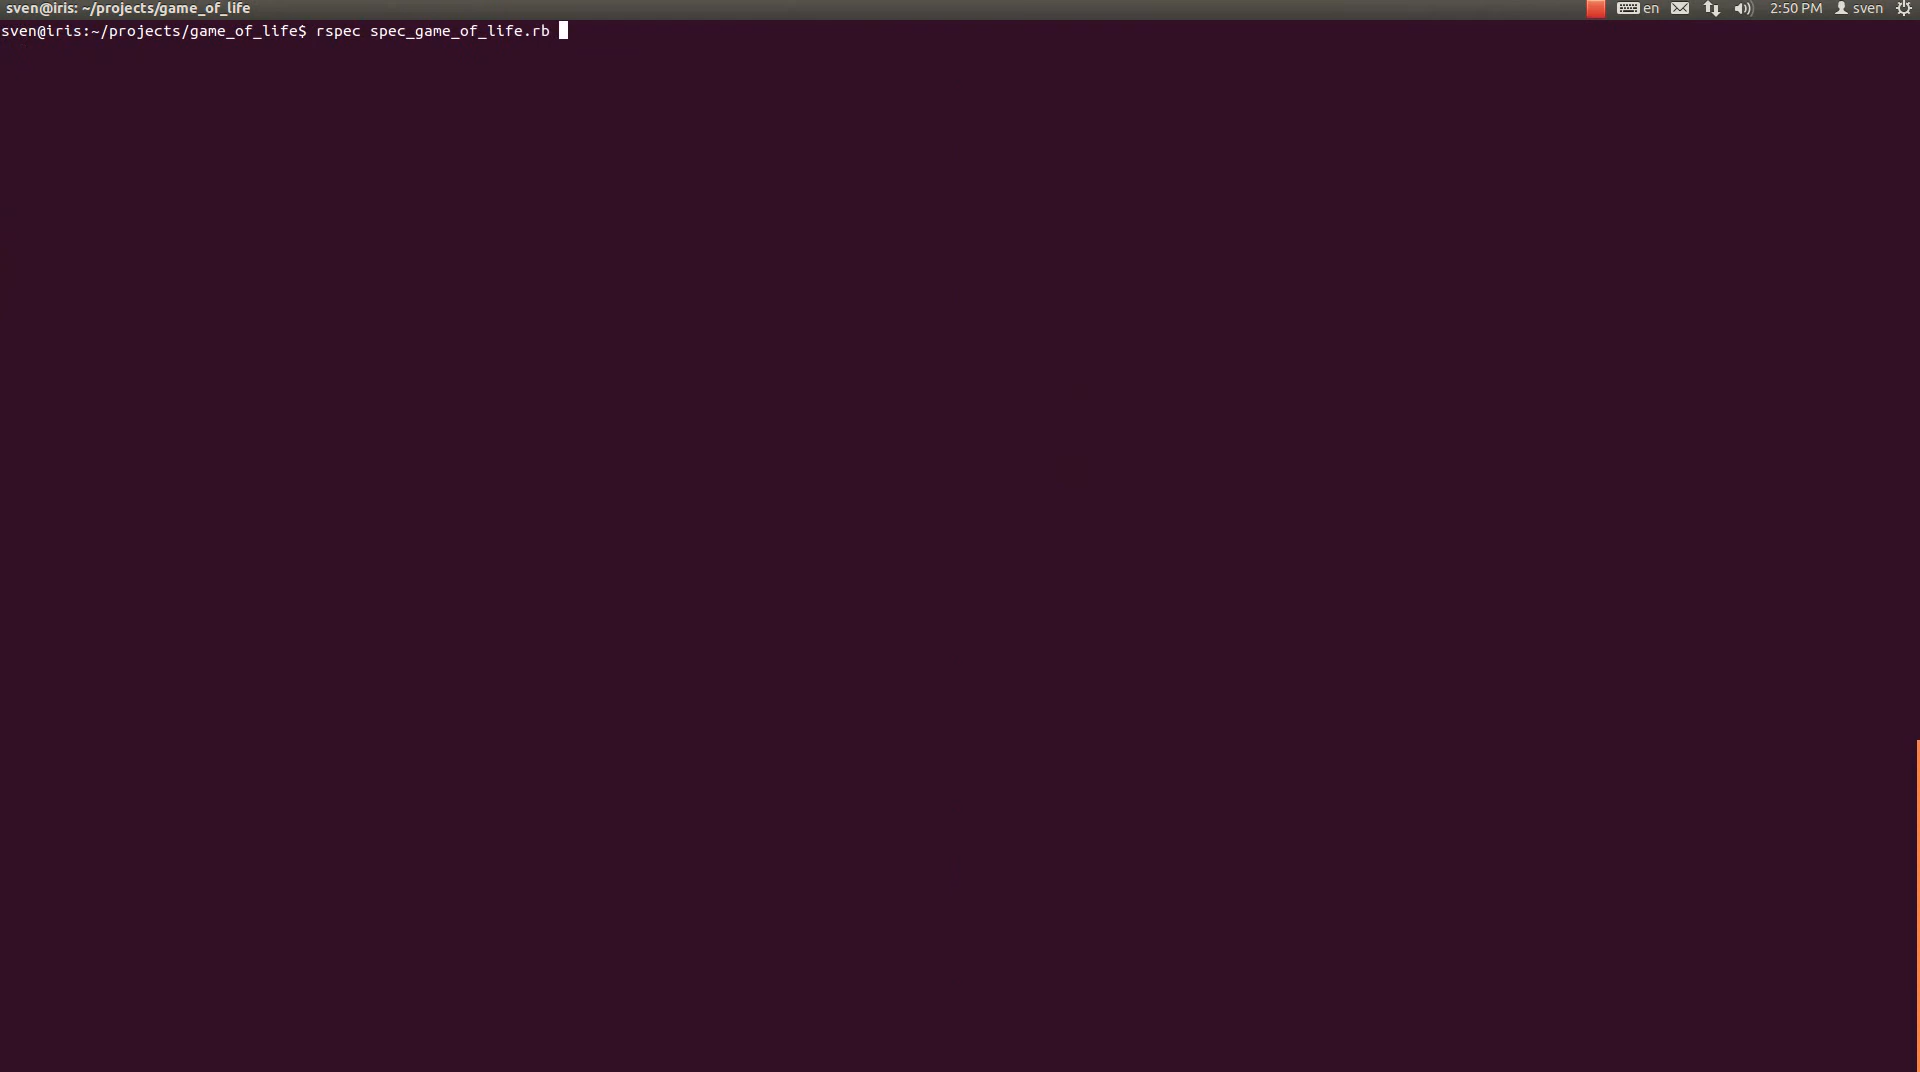 sven@iris: ~/projects/game_of_life en 2:50 PM sven
sven@iris:~/projects/game_of_life$ rspec spec_game_of_life.rb